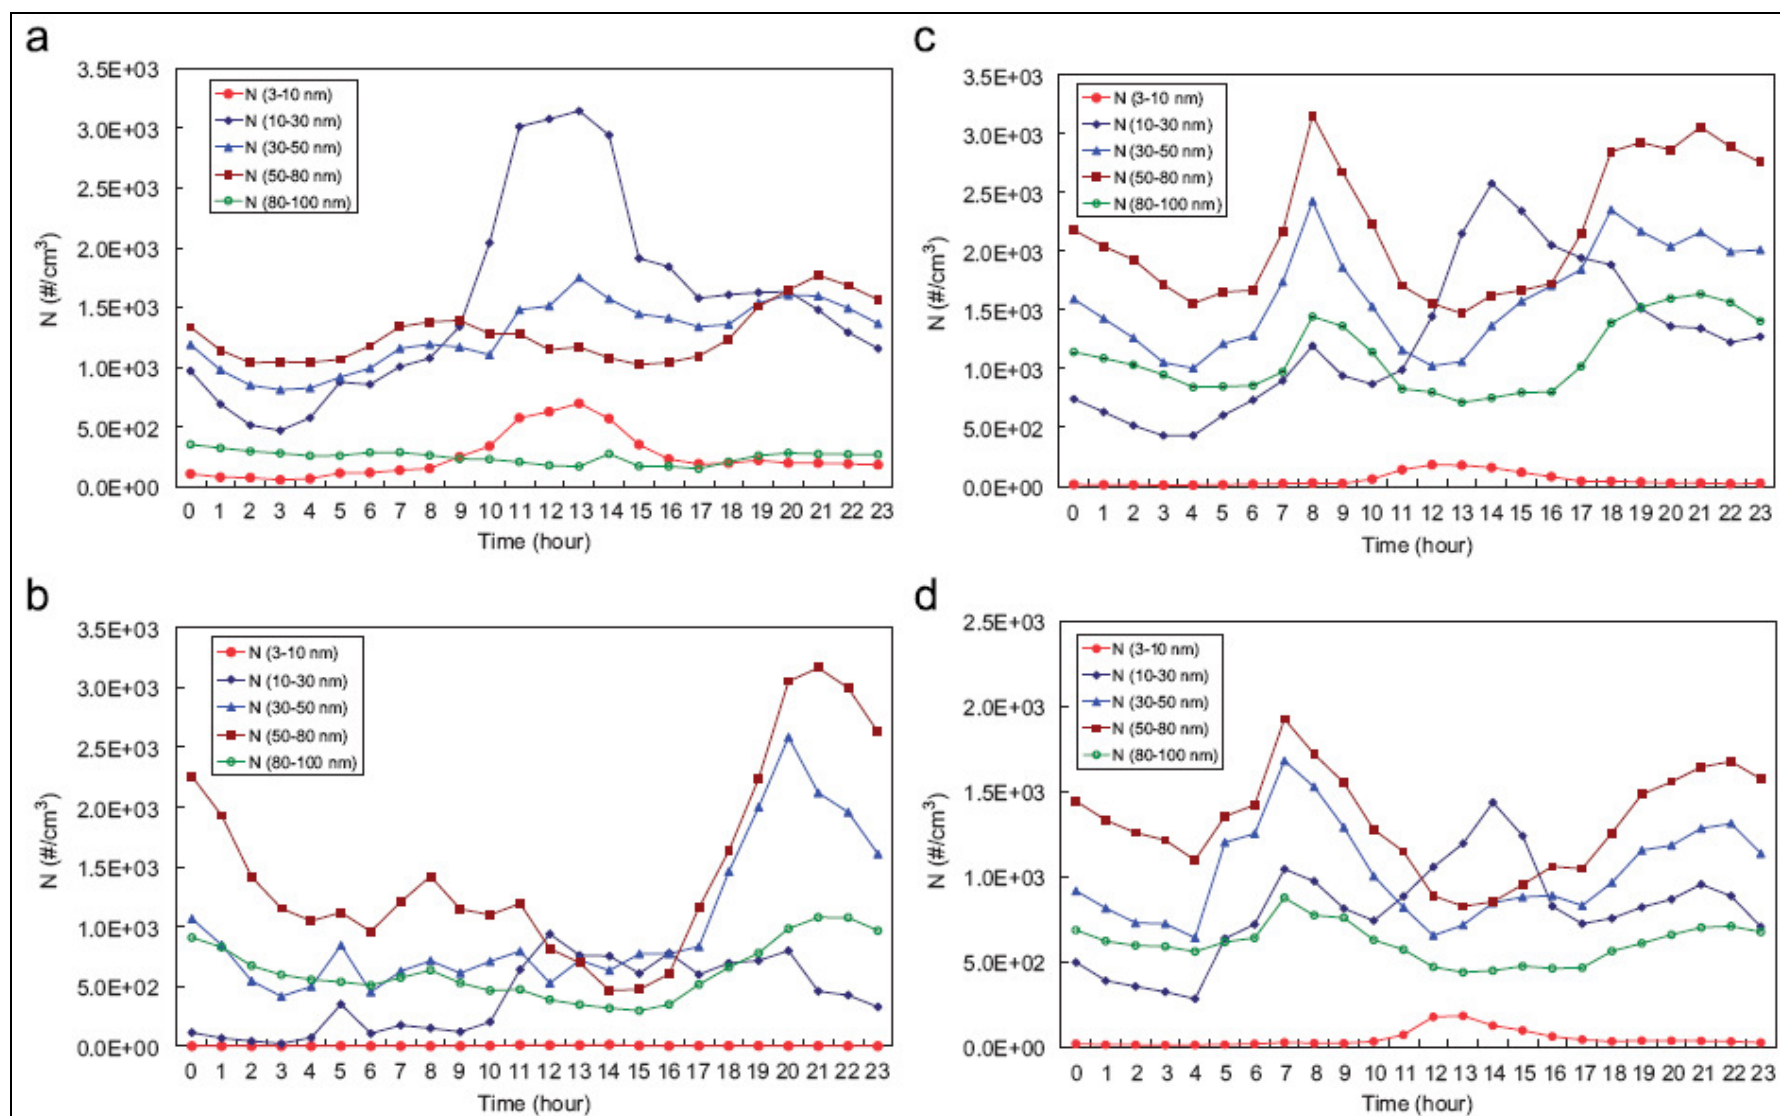 a
3.5E+03
3.0E+03
2.5E+03
2.0E+03
1.5E+03
1.0E+03
5.0E+02
0.0E+00
N (#/cm³)
N (3-10 nm)
N (10-30 nm)
N (30-50 nm)
N (50-80 nm)
N (80-100 nm)
0 1 2 3 4 5 6 7 8 9 10 11 12 13 14 15 16 17 18 19 20 21 22 23
Time (hour)
c
3.5E+03
3.0E+03
2.5E+03
2.0E+03
1.5E+03
1.0E+03
5.0E+02
0.0E+00
N (#/cm³)
N (3-10 nm)
N (10-30 nm)
N (30-50 nm)
N (50-80 nm)
N (80-100 nm)
0 1 2 3 4 5 6 7 8 9 10 11 12 13 14 15 16 17 18 19 20 21 22 23
Time (hour)
b
3.5E+03
3.0E+03
2.5E+03
2.0E+03
1.5E+03
1.0E+03
5.0E+02
0.0E+00
N (#/cm³)
N (3-10 nm)
N (10-30 nm)
N (30-50 nm)
N (50-80 nm)
N (80-100 nm)
0 1 2 3 4 5 6 7 8 9 10 11 12 13 14 15 16 17 18 19 20 21 22 23
Time (hour)
d
2.5E+03
2.0E+03
1.5E+03
1.0E+03
5.0E+02
0.0E+00
N (#/cm³)
N (3-10 nm)
N (10-30 nm)
N (30-50 nm)
N (50-80 nm)
N (80-100 nm)
0 1 2 3 4 5 6 7 8 9 10 11 12 13 14 15 16 17 18 19 20 21 22 23
Time (hour)